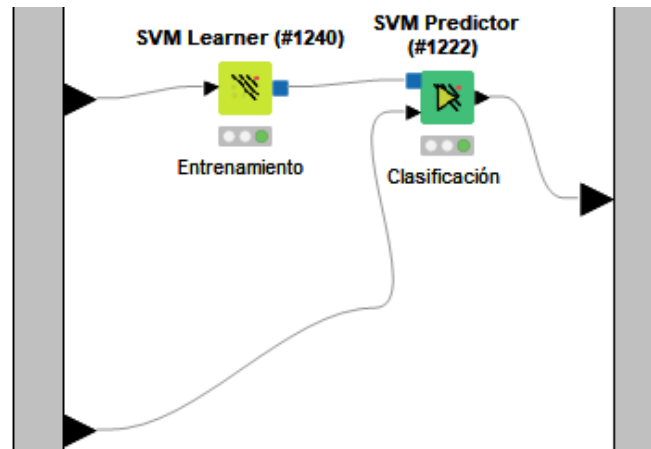 SVM Learner (#1240)
Entrenamiento
SVM Predictor
(#1222)
Clasificación